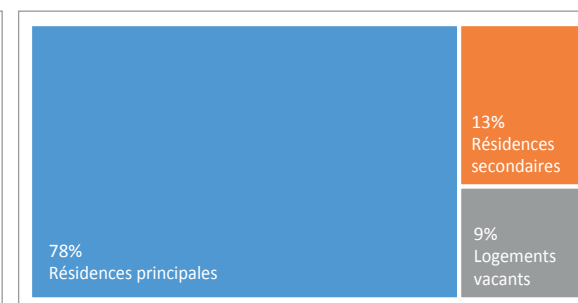 78%
Résidences principales
13%
Résidences
secondaires
9%
Logements
vacants